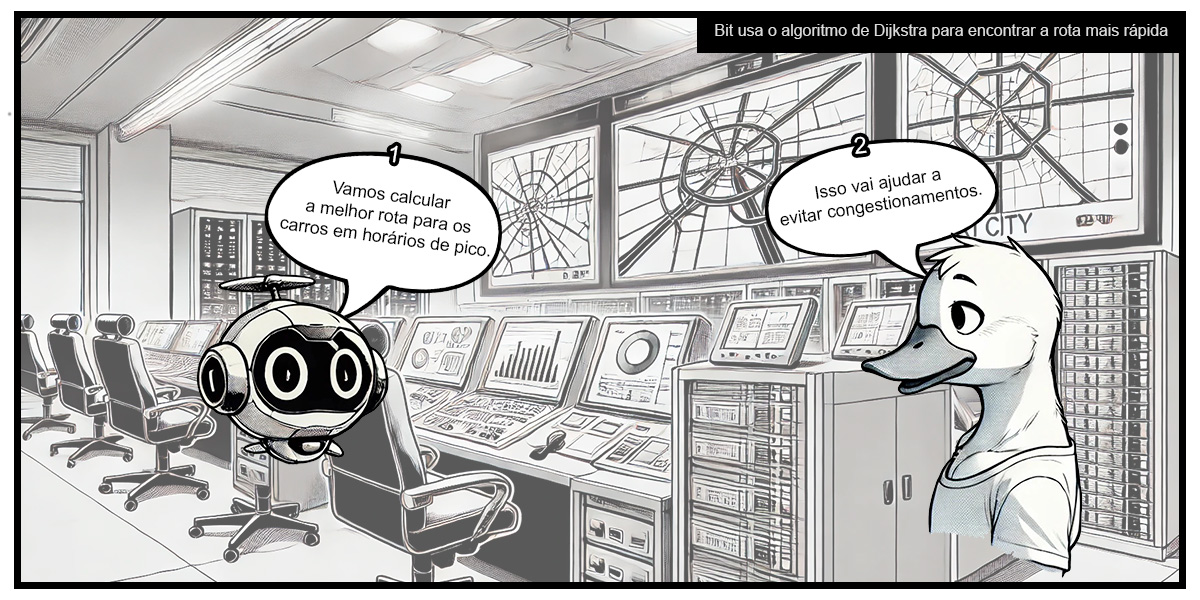 Bit usa o algoritmo de Dijkstra para encontrar a rota mais rápida
1
Vamos calcular
a melhor rota para os
carros em horários de pico.
2
Isso vai ajudar a
evitar congestionamentos.
CITY